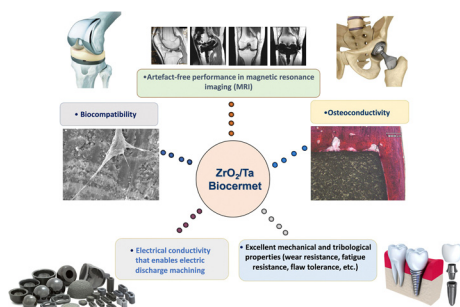 •Artefact-free performance in magnetic resonance
imaging (MRI)
• Biocompatibility
•Osteoconductivity
ZrO2/Ta
Biocermet
• Electrical conductivity
that enables electric
discharge machining
• Excellent mechanical and tribological
properties (wear resistance, fatigue
resistance, flaw tolerance, etc.)